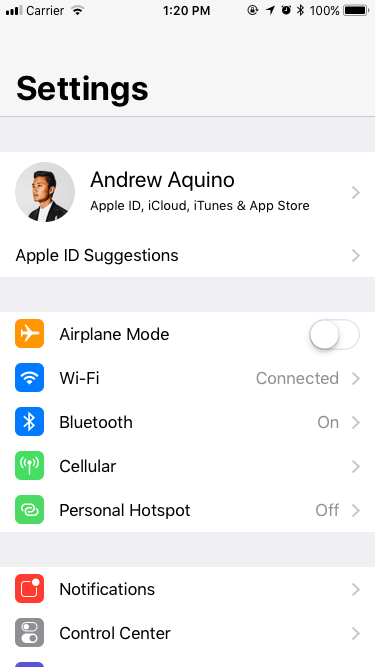 Carrier 1:20 PM 100%
Settings
Andrew Aquino
Apple ID, iCloud, iTunes & App Store
Apple ID Suggestions
Airplane Mode
Wi-Fi Connected
Bluetooth On
Cellular
Personal Hotspot Off
Notifications
Control Center